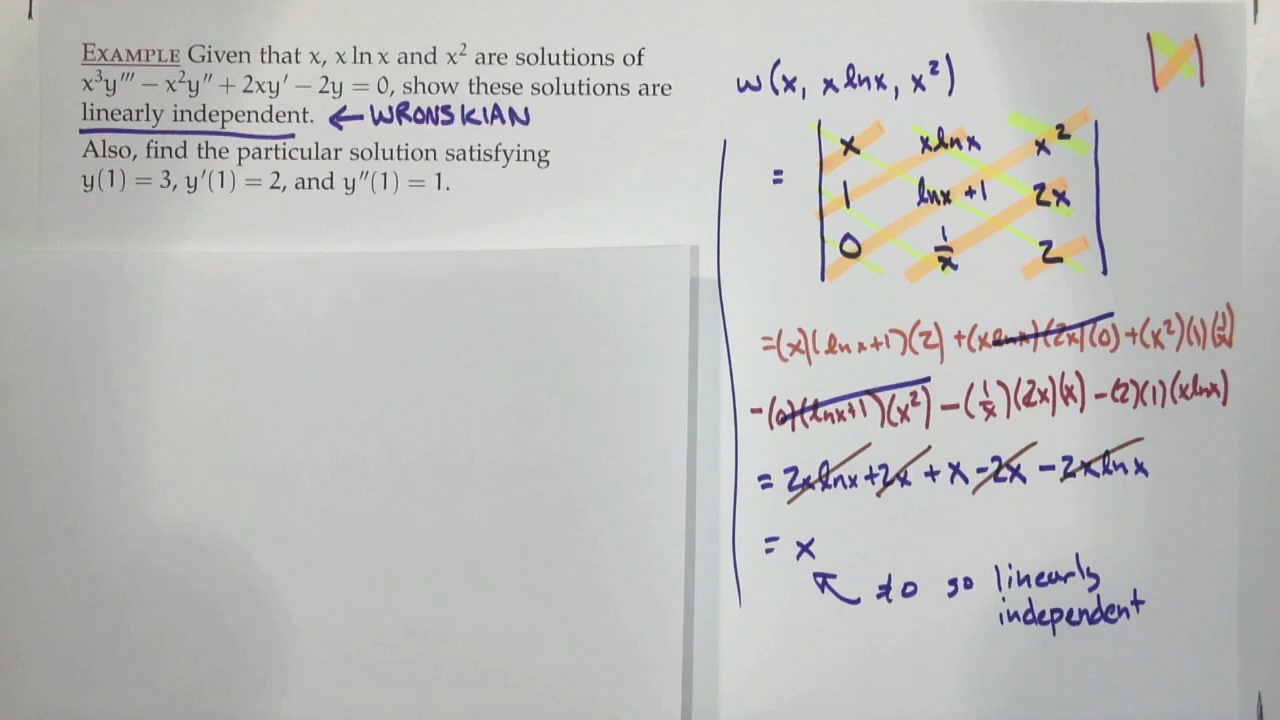 EXAMPLE Given that x, x ln x and x² are solutions of
x³y''' − x²y'' + 2xy' − 2y = 0, show these solutions are
linearly independent. ← WRONSKIAN
Also, find the particular solution satisfying
y(1) = 3, y'(1) = 2, and y''(1) = 1.
W(x, x ln x, x²)
= | x x ln x x² |
| 1 ln x + 1 2x |
| 0 1/x 2 |
= (x)(ln x + 1)(2) + (x ln x)(2x)(0) + (x²)(1)(1/x)
− (0)(ln x + 1)(x²) − (1/x)(2x)(x) − (2)(1)(x ln x)
= 2x ln x + 2x + x − 2x − 2x ln x
= x
≠ 0 so linearly
independent